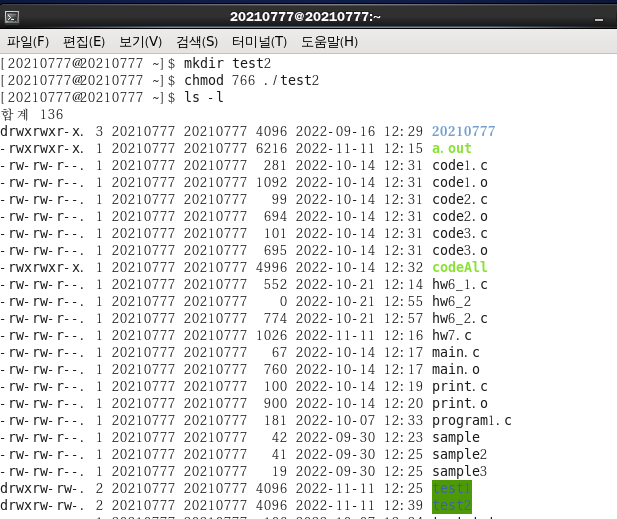 20210777@20210777:~
파일(F) 편집(E) 보기(V) 검색(S) 터미널(T) 도움말(H)
[20210777@20210777 ~]$ mkdir test2
[20210777@20210777 ~]$ chmod 766 ./test2
[20210777@20210777 ~]$ ls -l
합계 136
drwxrwxr-x. 3 20210777 20210777 4096 2022-09-16 12:29 20210777
-rwxrwxr-x. 1 20210777 20210777 6216 2022-11-11 12:15 a.out
-rw-rw-r--. 1 20210777 20210777 281 2022-10-14 12:31 code1.c
-rw-rw-r--. 1 20210777 20210777 1092 2022-10-14 12:31 code1.o
-rw-rw-r--. 1 20210777 20210777 99 2022-10-14 12:31 code2.c
-rw-rw-r--. 1 20210777 20210777 694 2022-10-14 12:31 code2.o
-rw-rw-r--. 1 20210777 20210777 101 2022-10-14 12:31 code3.c
-rw-rw-r--. 1 20210777 20210777 695 2022-10-14 12:31 code3.o
-rwxrwxr-x. 1 20210777 20210777 4996 2022-10-14 12:32 codeAll
-rw-rw-r--. 1 20210777 20210777 552 2022-10-21 12:14 hw6_1.c
-rw-rw-r--. 1 20210777 20210777 0 2022-10-21 12:55 hw6_2
-rw-rw-r--. 1 20210777 20210777 774 2022-10-21 12:57 hw6_2.c
-rw-rw-r--. 1 20210777 20210777 1026 2022-11-11 12:16 hw7.c
-rw-rw-r--. 1 20210777 20210777 67 2022-10-14 12:17 main.c
-rw-rw-r--. 1 20210777 20210777 760 2022-10-14 12:17 main.o
-rw-rw-r--. 1 20210777 20210777 100 2022-10-14 12:19 print.c
-rw-rw-r--. 1 20210777 20210777 900 2022-10-14 12:20 print.o
-rw-rw-r--. 1 20210777 20210777 181 2022-10-07 12:33 program1.c
-rw-rw-r--. 1 20210777 20210777 42 2022-09-30 12:23 sample
-rw-rw-r--. 1 20210777 20210777 41 2022-09-30 12:25 sample2
-rw-rw-r--. 1 20210777 20210777 19 2022-09-30 12:25 sample3
drwxrw-rw-. 2 20210777 20210777 4096 2022-11-11 12:25 test1
drwxrw-rw-. 2 20210777 20210777 4096 2022-11-11 12:39 test2